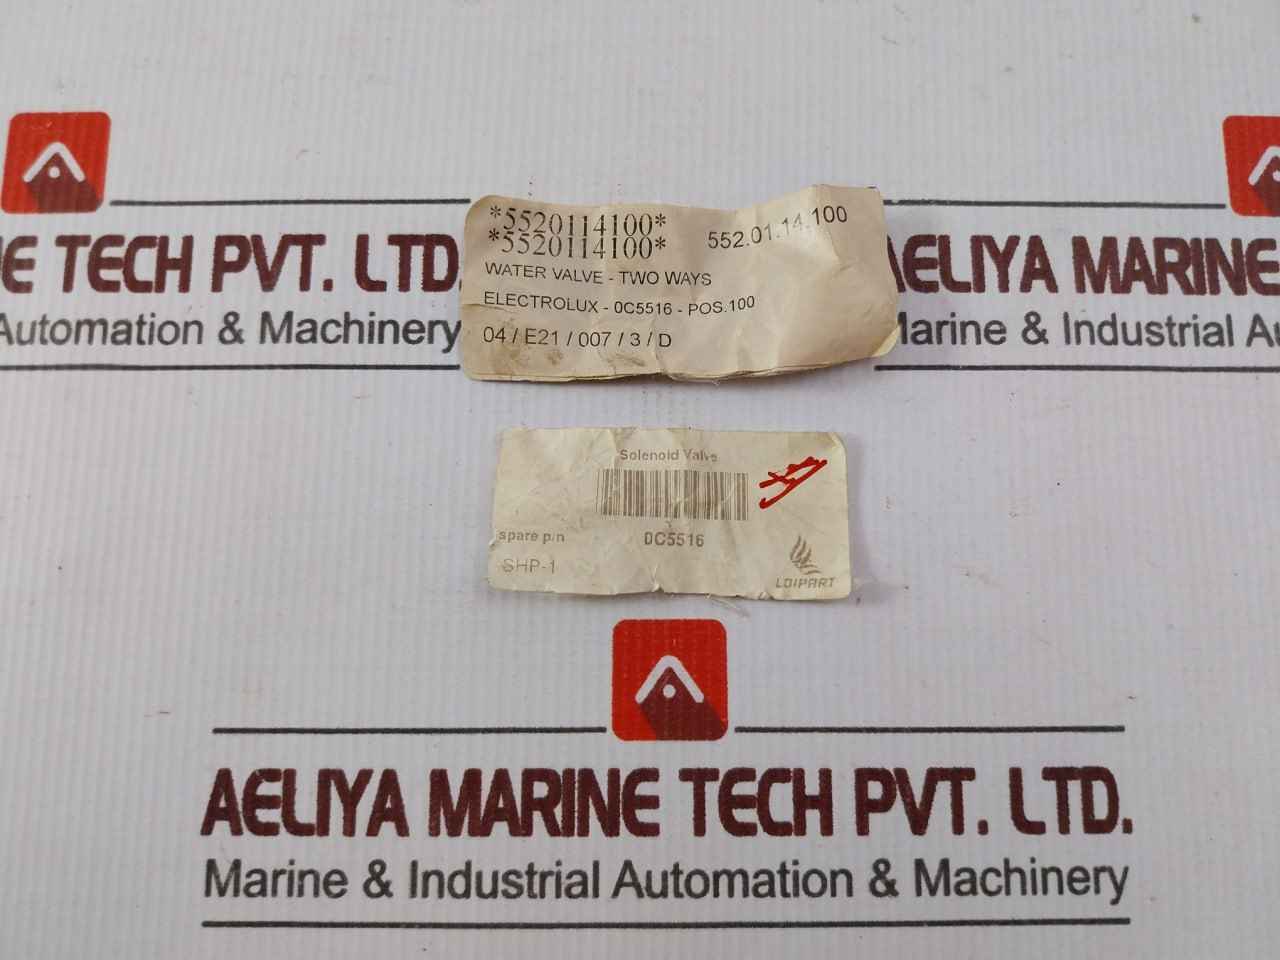 *5520114100*
*5520114100*
552.01.14.100
WATER VALVE - TWO WAYS
ELECTROLUX - 0C5516 - POS.100
04 / E21 / 007 / 3 / D
E TECH PVT. LTD.
Automation & Machinery
AELIYA MARINE
Marine & Industrial
Solenoid Valve
spare p/n
0C5516
SHP-1
LOIPART
AELIYA MARINE TECH PVT. LTD.
Marine & Industrial Automation & Machinery